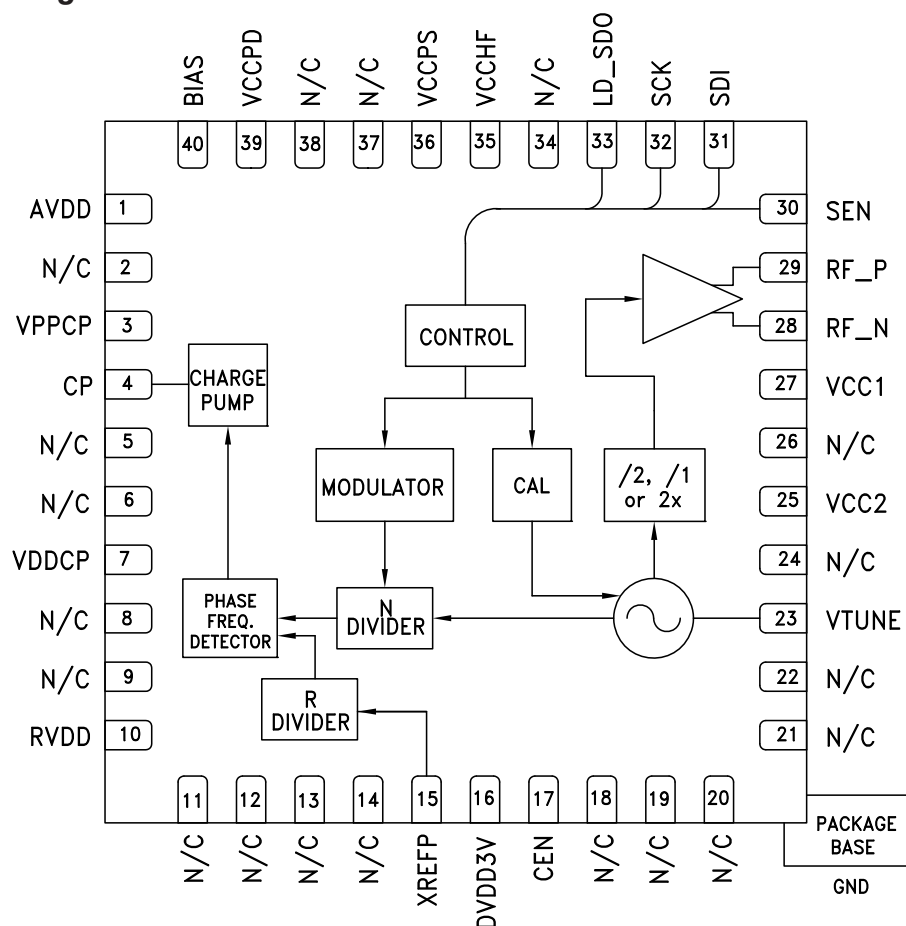 BIAS
VCCPD
N/C
N/C
VCCPS
VCCHF
N/C
LD_SDO
SCK
SDI
40
39
38
37
36
35
34
33
32
31
AVDD
1
N/C
2
VPPCP
3
CP
4
N/C
5
N/C
6
VDDCP
7
N/C
8
N/C
9
RVDD
10
30
SEN
29
RF_P
28
RF_N
27
VCC1
26
N/C
25
VCC2
24
N/C
23
VTUNE
22
N/C
21
N/C
CONTROL
CHARGE
PUMP
MODULATOR
CAL
/2, /1
or 2x
PHASE
FREQ.
DETECTOR
N
DIVIDER
R
DIVIDER
11
12
13
14
15
16
17
18
19
20
N/C
N/C
N/C
N/C
XREFP
DVDD3V
CEN
N/C
N/C
N/C
PACKAGE
BASE
GND